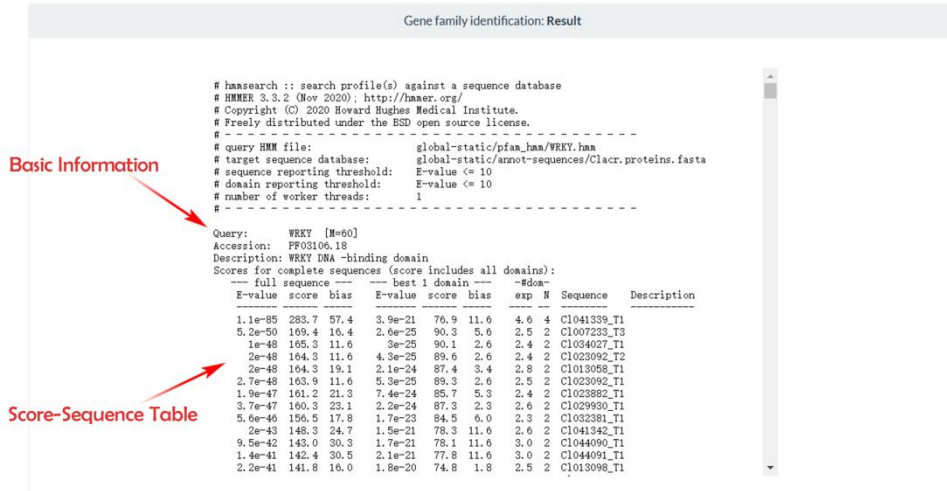 Gene family identification: Result
# hmmsearch :: search profile(s) against a sequence database
# HMMER 3.3.2 (Nov 2020); http://hmmer.org/
# Copyright (C) 2020 Howard Hughes Medical Institute.
# Freely distributed under the BSD open source license.
# - - - - - - - - - - - - - - - - - - - - - - - - - - - - - - - - - - - -
# query HMM file:                  global-static/pfam_hmm/WRKY.hmm
# target sequence database:        global-static/annot-sequences/Clacr.proteins.fasta
# sequence reporting threshold:    E-value <= 10
# domain reporting threshold:      E-value <= 10
# number of worker threads:        1
# - - - - - - - - - - - - - - - - - - - - - - - - - - - - - - - - - - - -
Basic Information
Query:       WRKY  [M=60]
Accession:   PF03106.18
Description: WRKY DNA -binding domain
Scores for complete sequences (score includes all domains):
--- full sequence ---   --- best 1 domain ---    -#dom-
E-value  score  bias    E-value  score  bias    exp  N  Sequence    Description
------- ------ -----    ------- ------ -----   ---- --  --------    -----------
1.1e-85  283.7  57.4    3.9e-21   76.9  11.6    4.6  4  Cl041339_T1
5.2e-50  169.4  16.4    2.6e-25   90.3   5.6    2.5  2  Cl007233_T3
1e-48  165.3  11.6      3e-25   90.1   2.6    2.4  2  Cl034027_T1
2e-48  164.3  11.6    4.3e-25   89.6   2.6    2.4  2  Cl023092_T2
2e-48  164.3  19.1    2.1e-24   87.4   3.4    2.8  2  Cl013058_T1
2.7e-48  163.9  11.6    5.3e-25   89.3   2.6    2.5  2  Cl023092_T1
1.9e-47  161.2  21.3    7.4e-24   85.7   5.3    2.4  2  Cl023882_T1
3.7e-47  160.3  23.1    2.2e-24   87.3   2.3    2.6  2  Cl029930_T1
5.6e-46  156.5  17.8    1.7e-23   84.5   6.0    2.3  2  Cl032381_T1
2e-43  148.3  24.7    1.5e-21   78.3  11.6    2.6  2  Cl041342_T1
9.5e-42  143.0  30.3    1.7e-21   78.1  11.6    3.0  2  Cl044090_T1
1.4e-41  142.4  30.5    2.1e-21   77.8  11.6    3.0  2  Cl044091_T1
2.2e-41  141.8  16.0    1.8e-20   74.8   1.8    2.5  2  Cl013098_T1
Score-Sequence Table